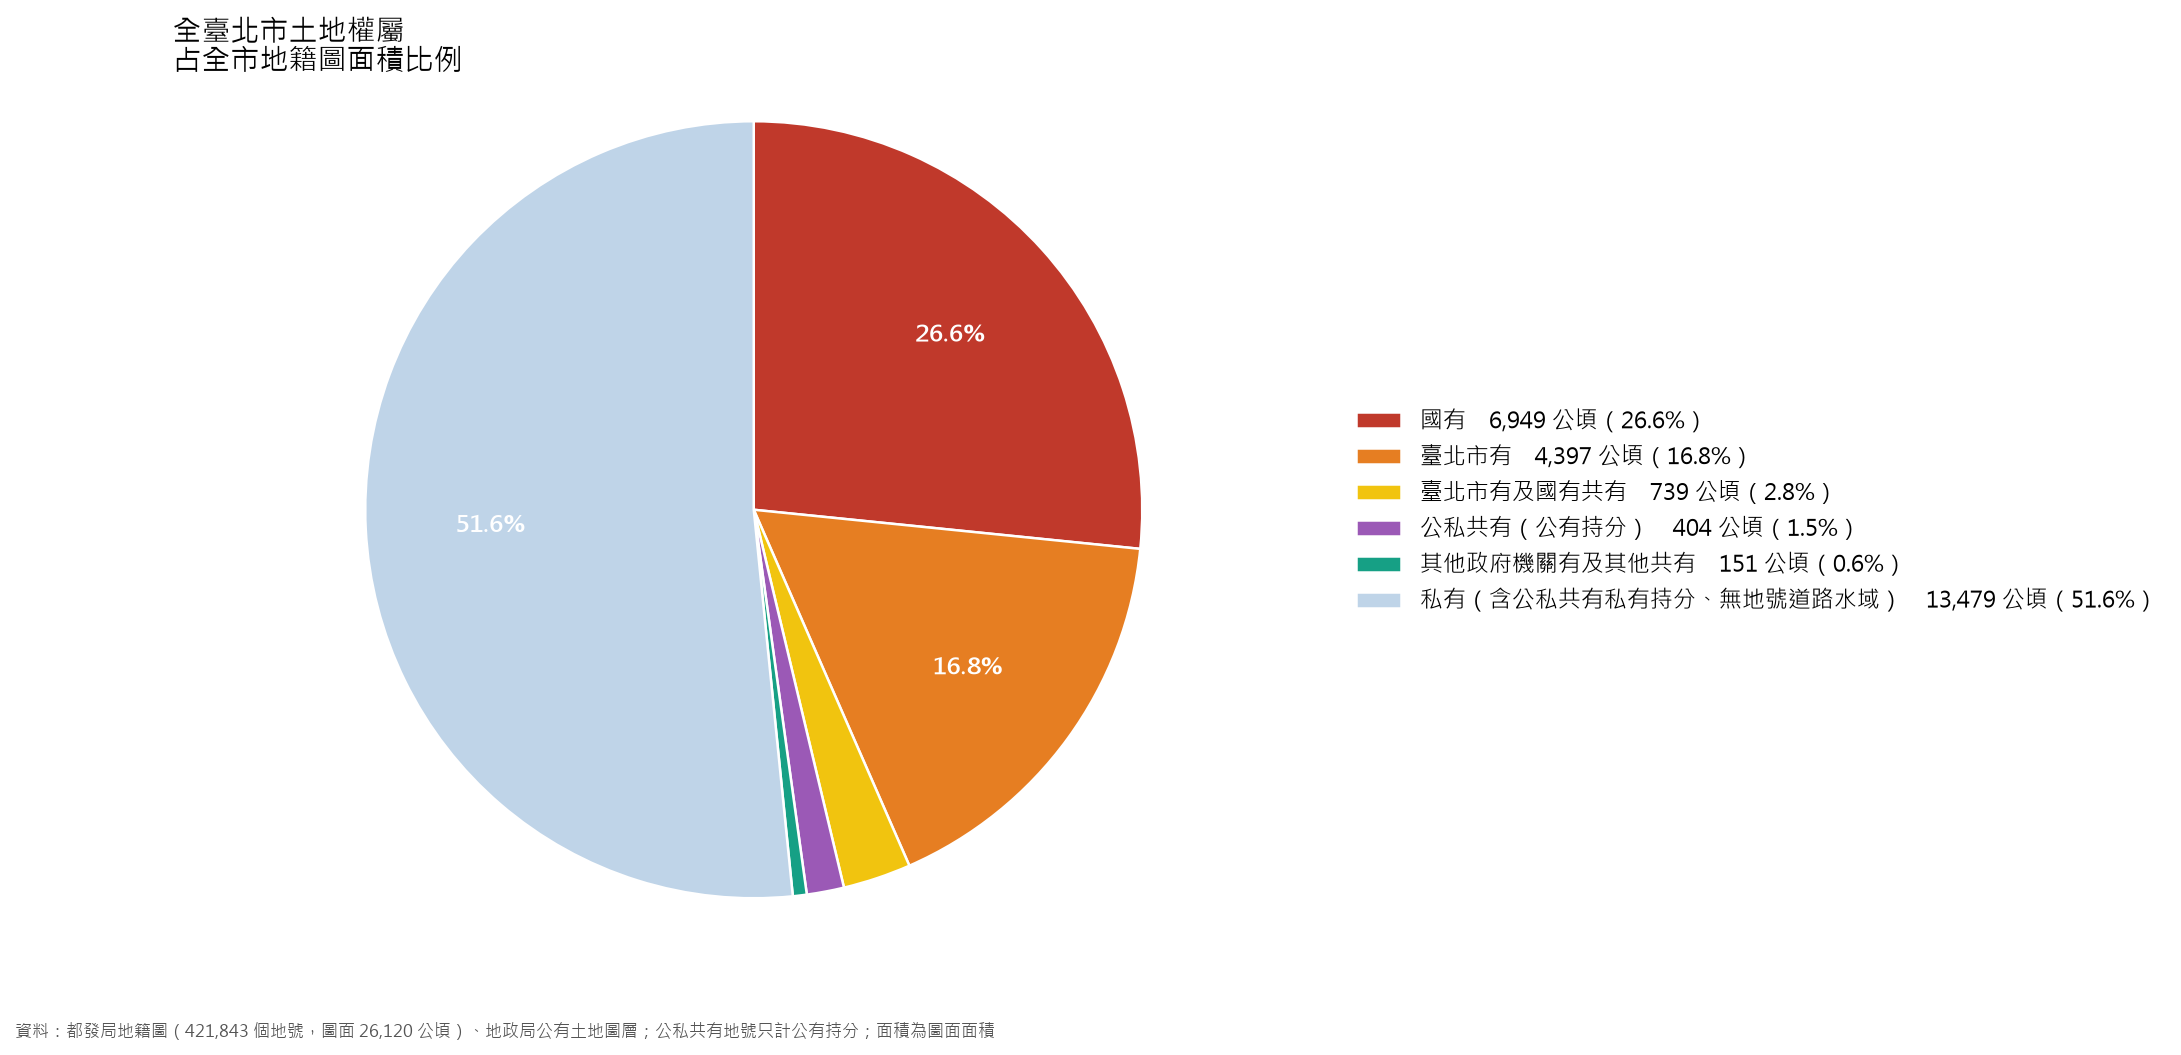 全臺北市土地權屬
占全市地籍圖面積比例
26.6%
51.6%
16.8%
國有　6,949 公頃（26.6%）
臺北市有　4,397 公頃（16.8%）
臺北市有及國有共有　739 公頃（2.8%）
公私共有（公有持分）　404 公頃（1.5%）
其他政府機關有及其他共有　151 公頃（0.6%）
私有（含公私共有私有持分、無地號道路水域）　13,479 公頃（51.6%）
資料：都發局地籍圖（421,843 個地號，圖面 26,120 公頃）、地政局公有土地圖層；公私共有地號只計公有持分；面積為圖面面積